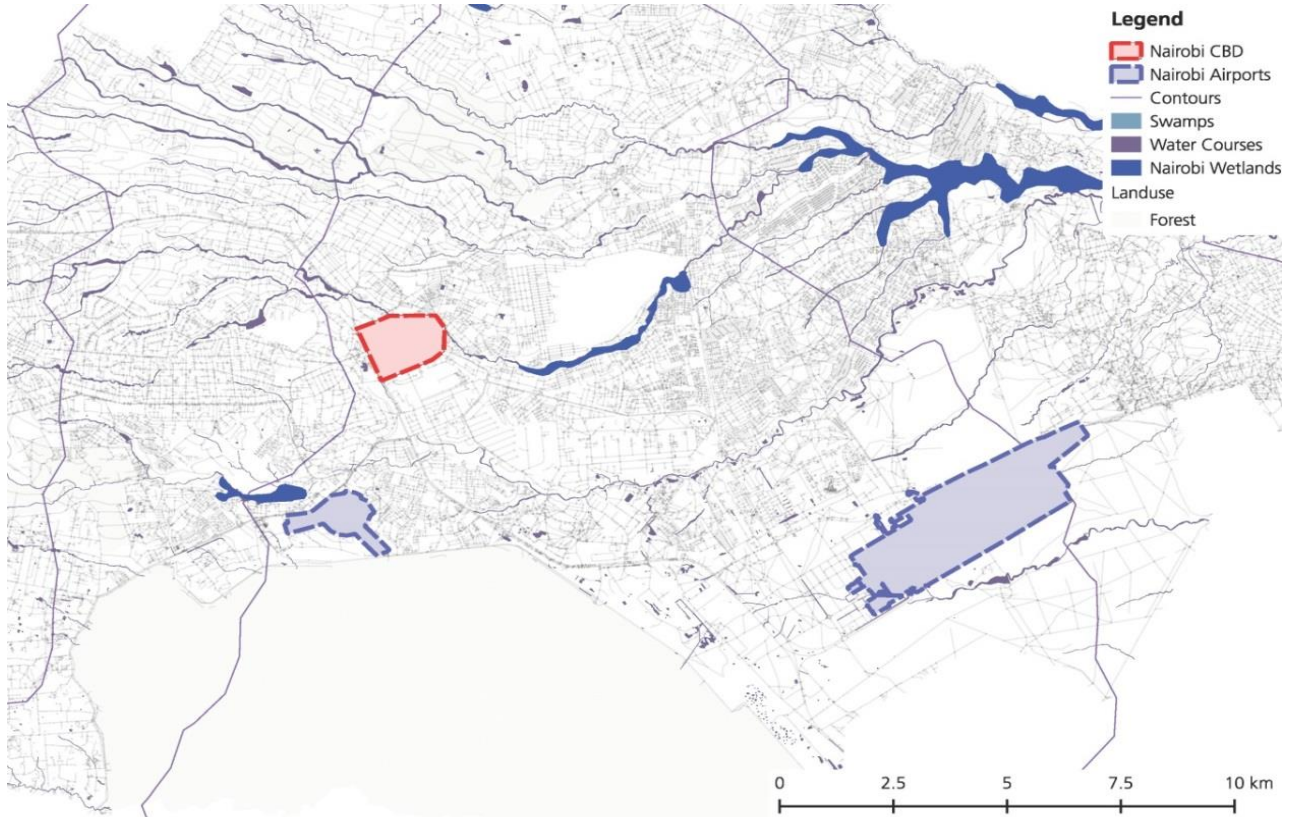 Legend
Nairobi CBD
Nairobi Airports
Contours
Swamps
Water Courses
Nairobi Wetlands
Landuse
Forest
0 2.5 5 7.5 10 km